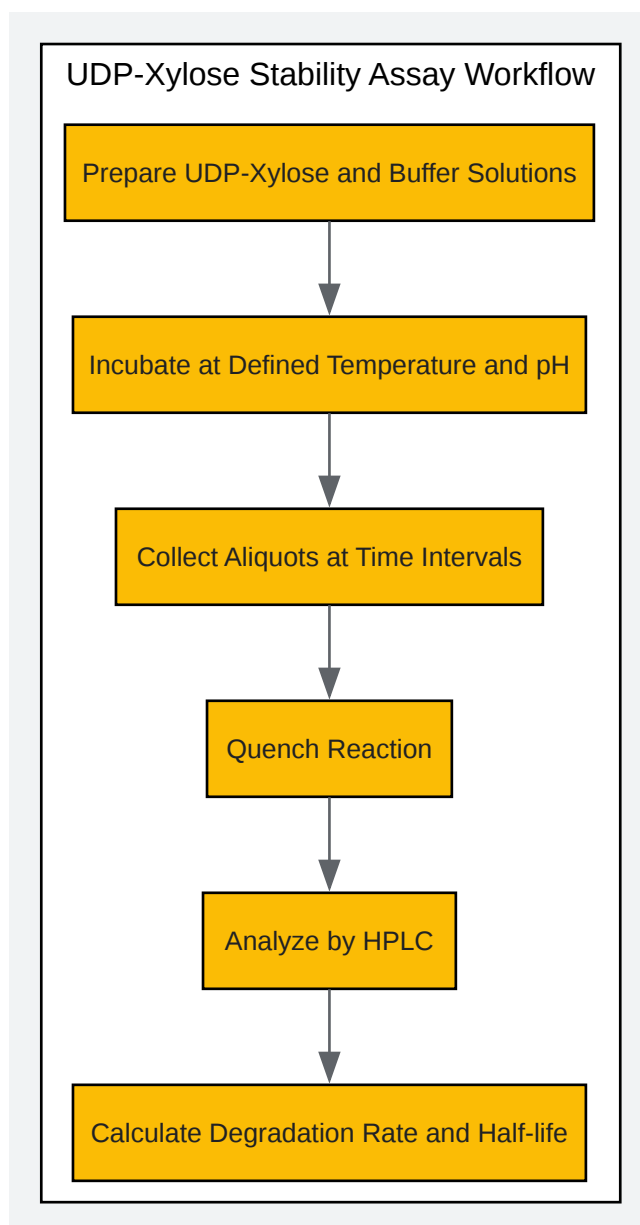 UDP-Xylose Stability Assay Workflow
Prepare UDP-Xylose and Buffer Solutions
Incubate at Defined Temperature and pH
Collect Aliquots at Time Intervals
Quench Reaction
Analyze by HPLC
Calculate Degradation Rate and Half-life